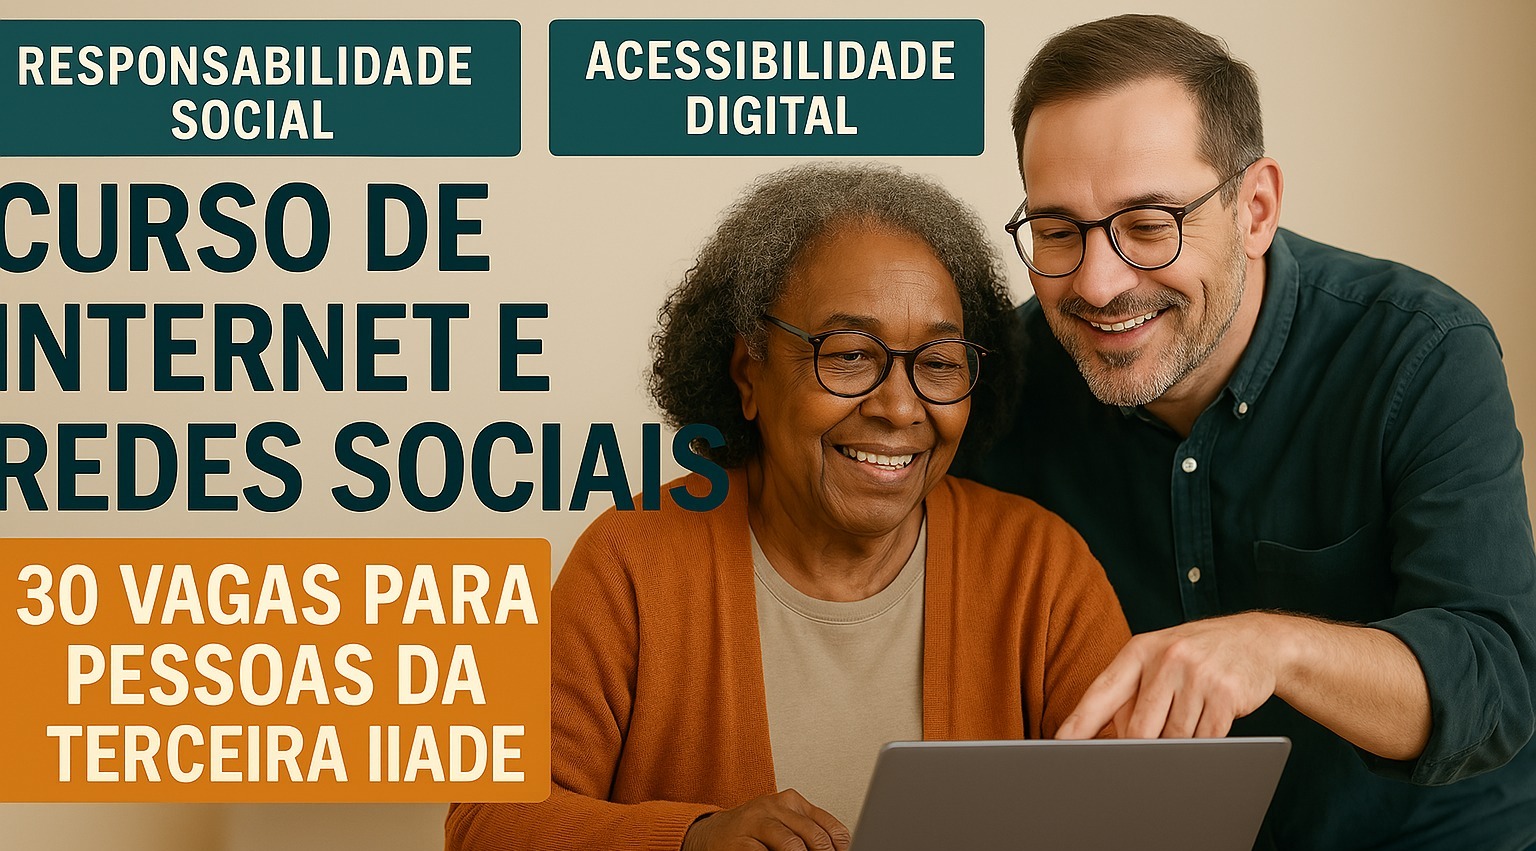 RESPONSABILIDADE
SOCIAL
ACESSIBILIDADE
DIGITAL
CURSO DE
INTERNET E
REDES SOCIAIS
30 VAGAS PARA
PESSOAS DA
TERCEIRA IIADE